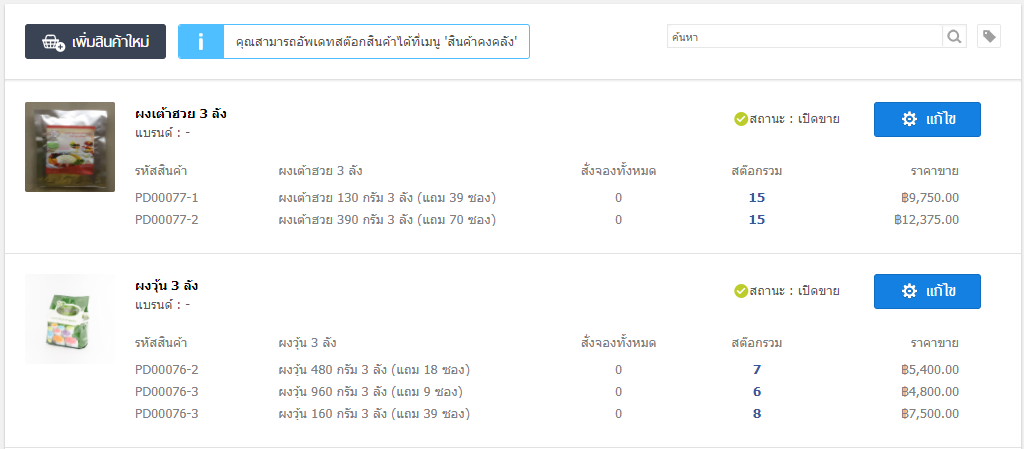 เพิ่มสินค้าใหม่
i คุณสามารถอัพเดทสต๊อกสินค้าได้ที่เมนู 'สินค้าคงคลัง'
ค้นหา
ผงเต้าฮวย 3 ลัง
แบรนด์ : -
สถานะ : เปิดขาย
แก้ไข
รหัสสินค้า ผงเต้าฮวย 3 ลัง สั่งจองทั้งหมด สต๊อกรวม ราคาขาย
PD00077-1 ผงเต้าฮวย 130 กรัม 3 ลัง (แถม 39 ซอง) 0 15 ฿9,750.00
PD00077-2 ผงเต้าฮวย 390 กรัม 3 ลัง (แถม 70 ซอง) 0 15 ฿12,375.00
ผงวุ้น 3 ลัง
แบรนด์ : -
สถานะ : เปิดขาย
แก้ไข
รหัสสินค้า ผงวุ้น 3 ลัง สั่งจองทั้งหมด สต๊อกรวม ราคาขาย
PD00076-2 ผงวุ้น 480 กรัม 3 ลัง (แถม 18 ซอง) 0 7 ฿5,400.00
PD00076-3 ผงวุ้น 960 กรัม 3 ลัง (แถม 9 ซอง) 0 6 ฿4,800.00
PD00076-3 ผงวุ้น 160 กรัม 3 ลัง (แถม 39 ซอง) 0 8 ฿7,500.00